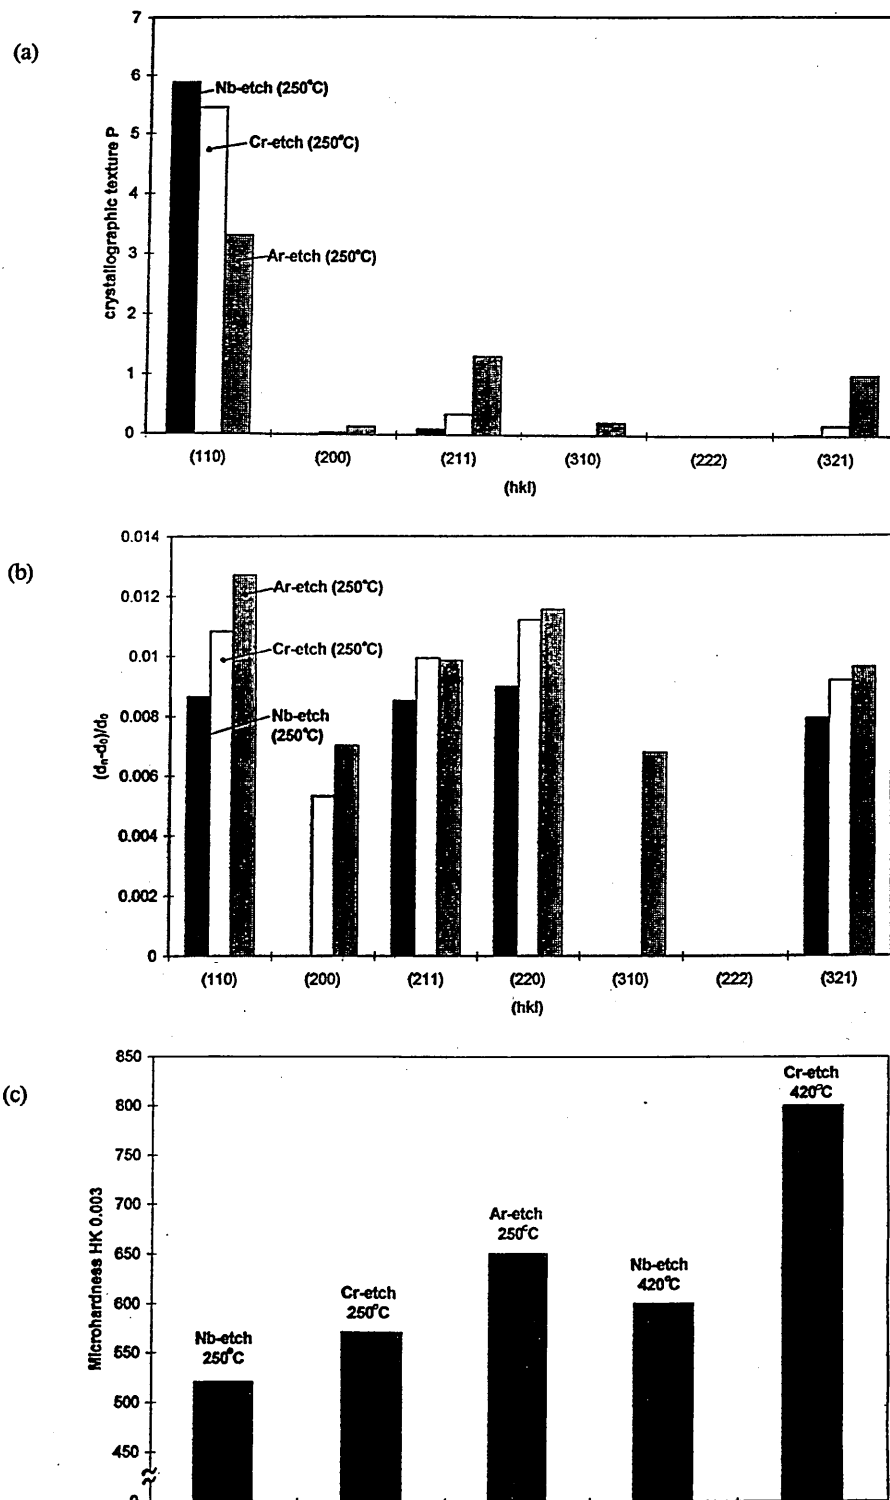 (a)
crystallographic texture P
7
6
5
4
3
2
1
0
Nb-etch (250°C)
Cr-etch (250°C)
Ar-etch (250°C)
(110) (200) (211) (310) (222) (321)
(hkl)
(b)
(dn-d0)/d0
0.014
0.012
0.01
0.008
0.006
0.004
0.002
0
Ar-etch (250°C)
Cr-etch (250°C)
Nb-etch
(250°C)
(110) (200) (211) (220) (310) (222) (321)
(hkl)
(c)
Microhardness HK 0.003
850
800
750
700
650
600
550
500
450
0
Nb-etch
250°C
Cr-etch
250°C
Ar-etch
250°C
Nb-etch
420°C
Cr-etch
420°C